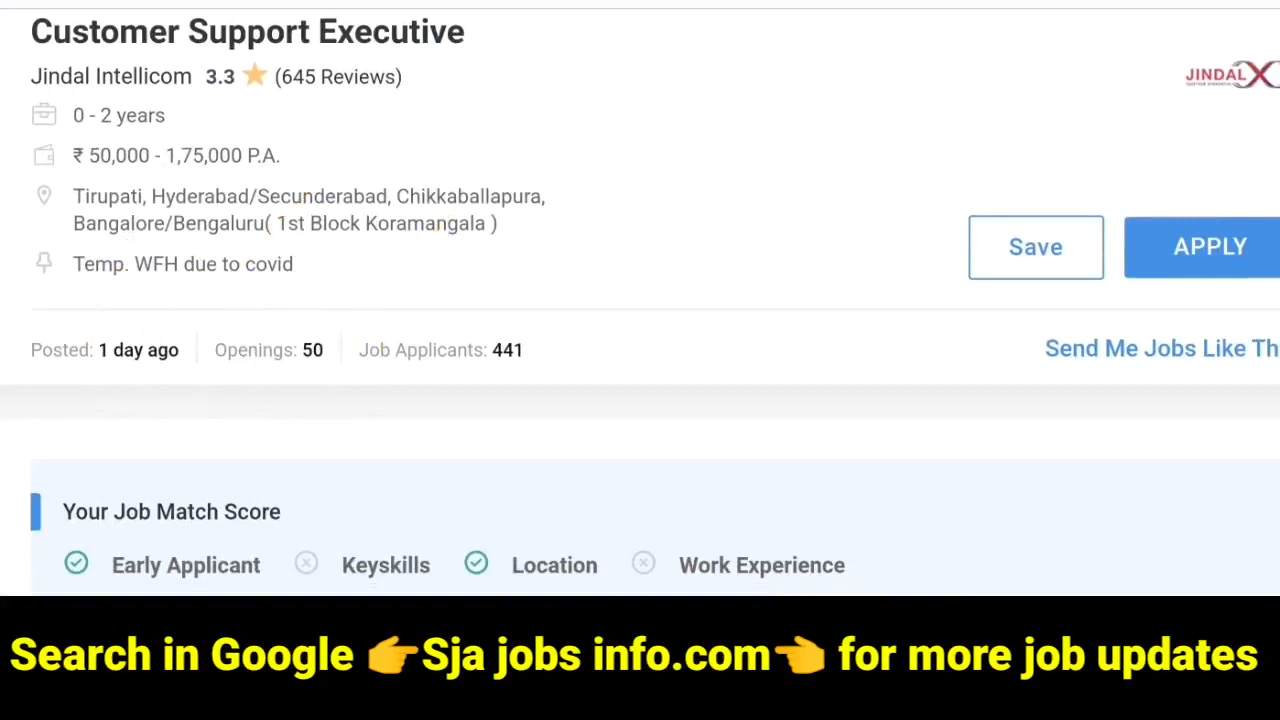 Customer Support Executive
Jindal Intellicom 3.3 ⭐ (645 Reviews)
JINDAL X
0 - 2 years
₹ 50,000 - 1,75,000 P.A.
Tirupati, Hyderabad/Secunderabad, Chikkaballapura,
Bangalore/Bengaluru( 1st Block Koramangala )
Save
APPLY
Temp. WFH due to covid
Posted: 1 day ago Openings: 50 Job Applicants: 441
Send Me Jobs Like Th
Your Job Match Score
Early Applicant Keyskills Location Work Experience
Search in Google 👉Sja jobs info.com👈 for more job updates